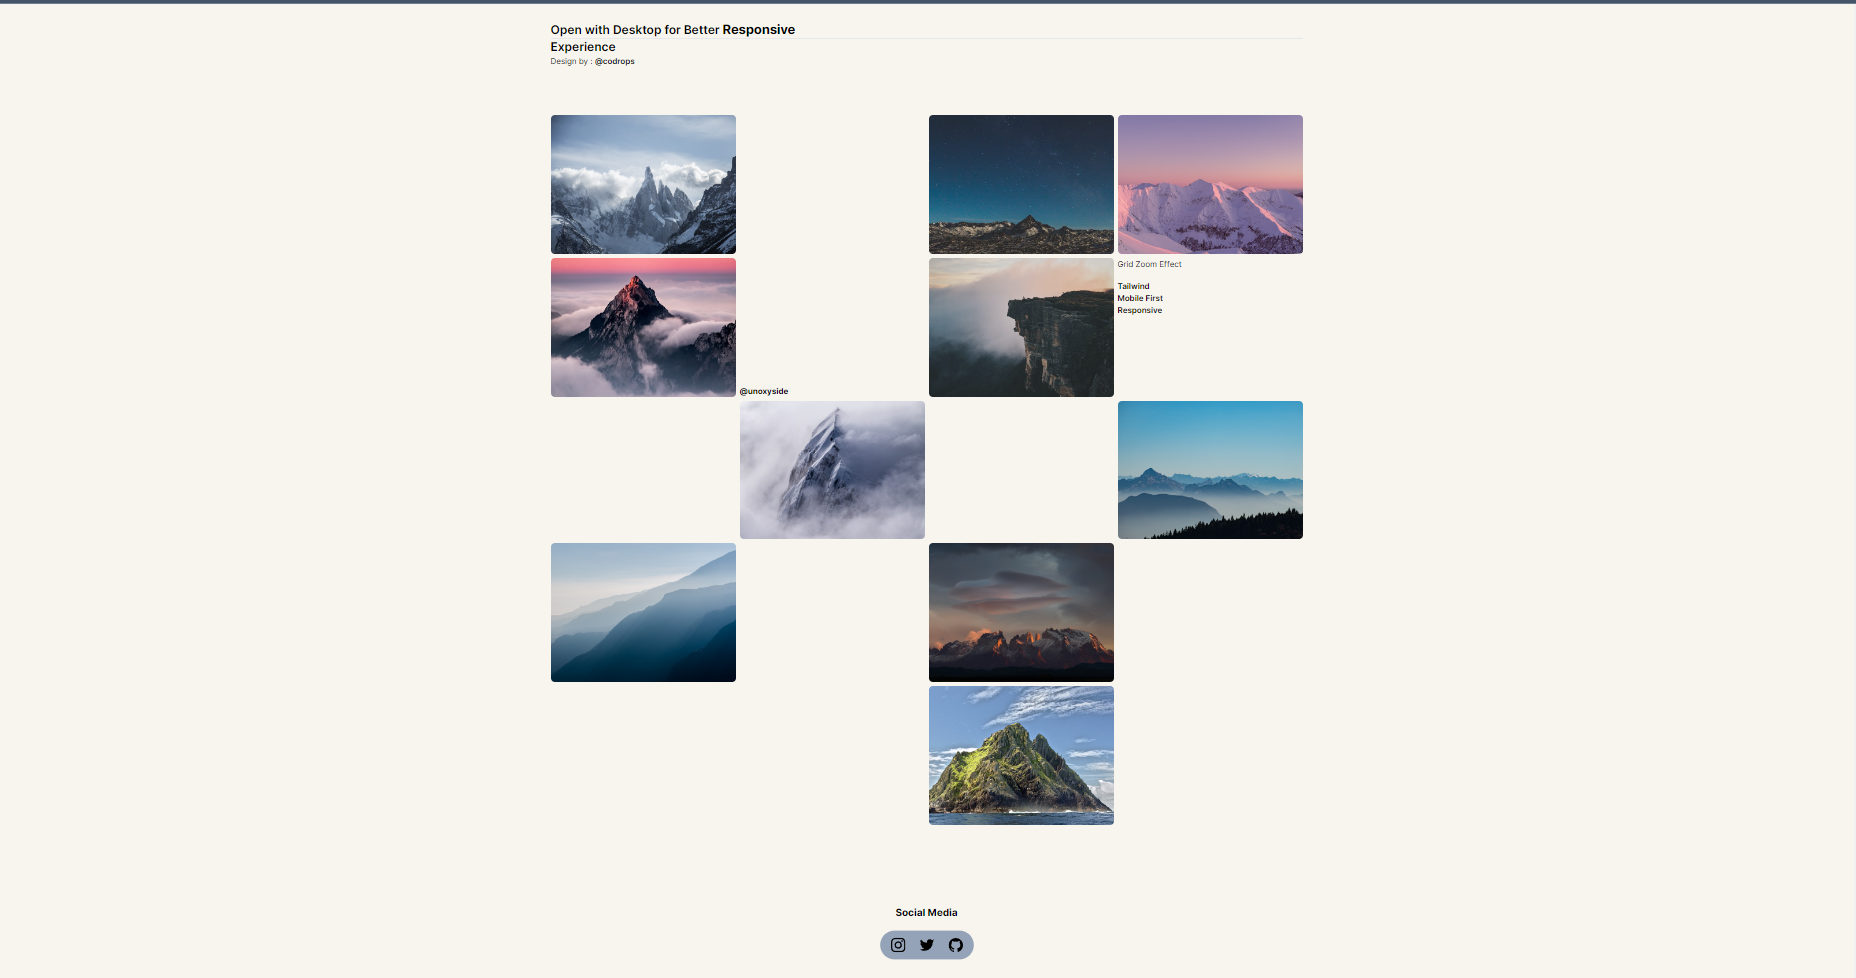 Open with Desktop for Better Responsive
Experience
Design by : @codrops
Grid Zoom Effect
Tailwind
Mobile First
Responsive
@unoxyside
Social Media